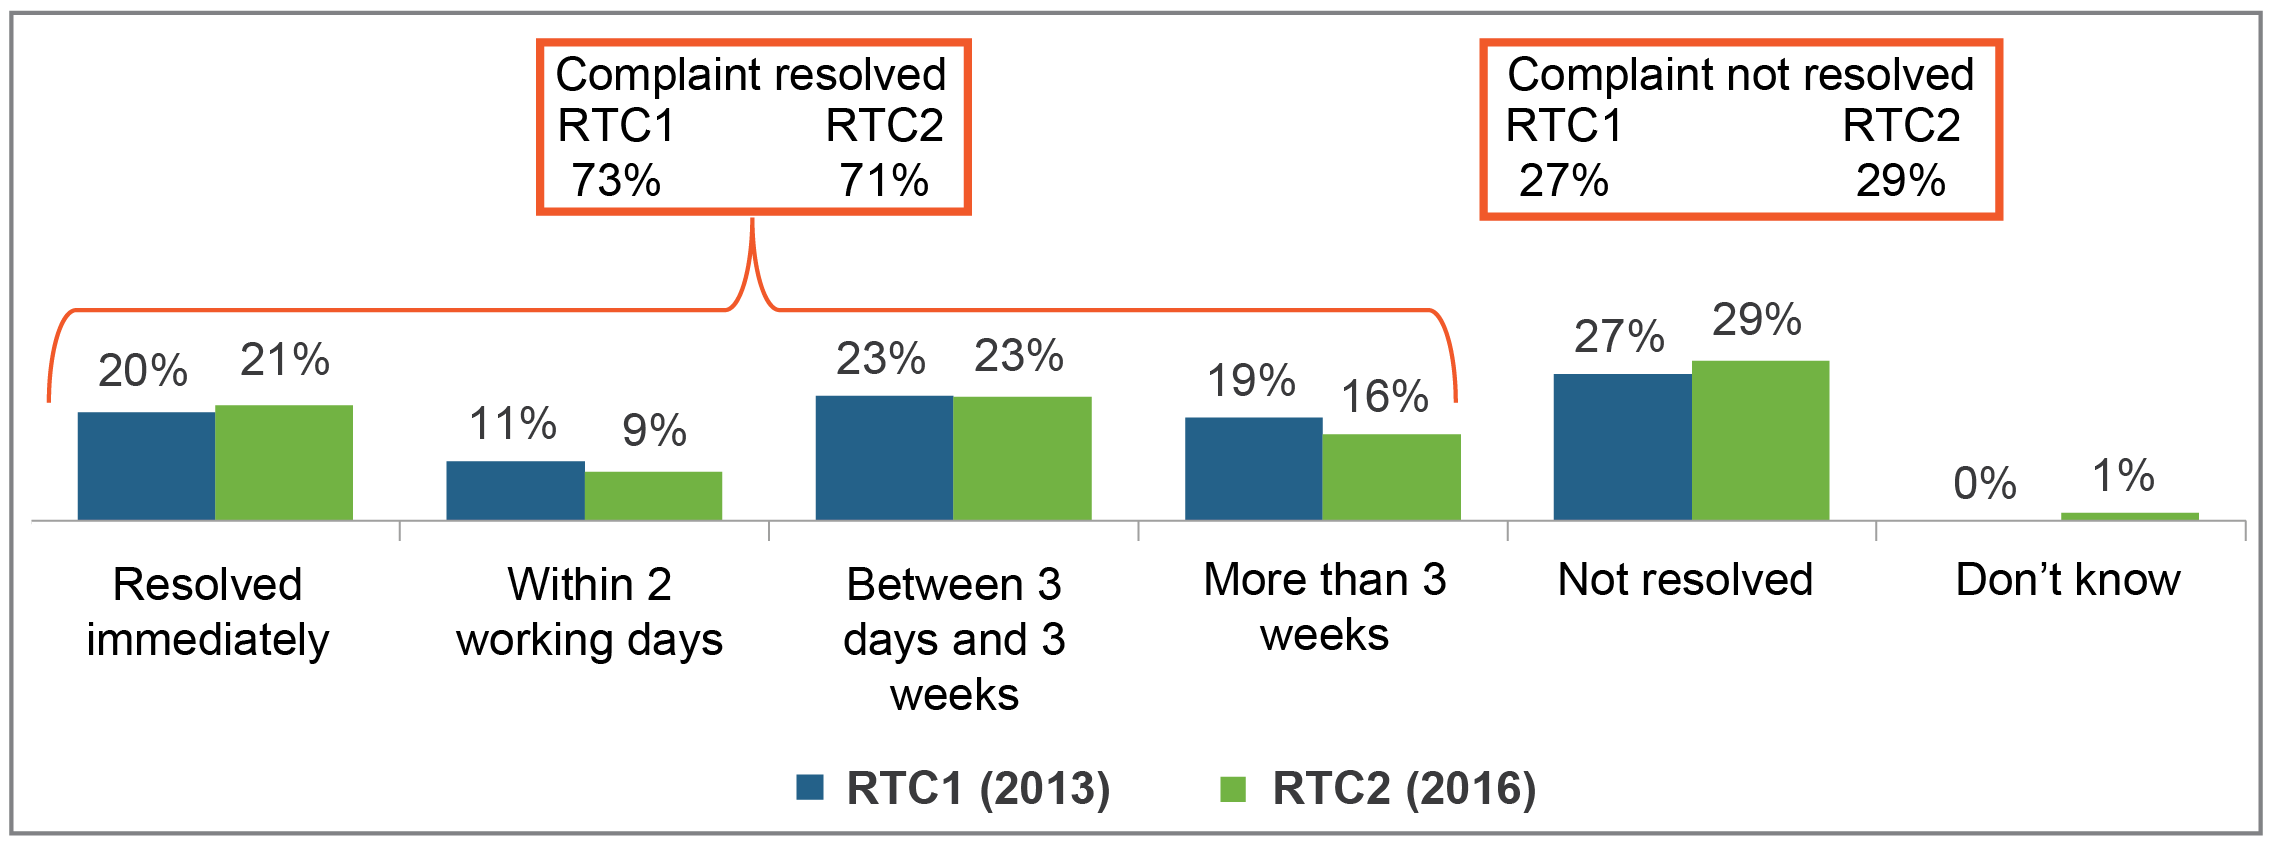 Complaint resolved
RTC1 RTC2
73% 71%
Complaint not resolved
RTC1 RTC2
27% 29%
20% 21% 11% 9% 23% 23% 19% 16% 27% 29% 0% 1%
Resolved
immediately
Within 2
working days
Between 3
days and 3
weeks
More than 3
weeks
Not resolved
Don’t know
RTC1 (2013) RTC2 (2016)